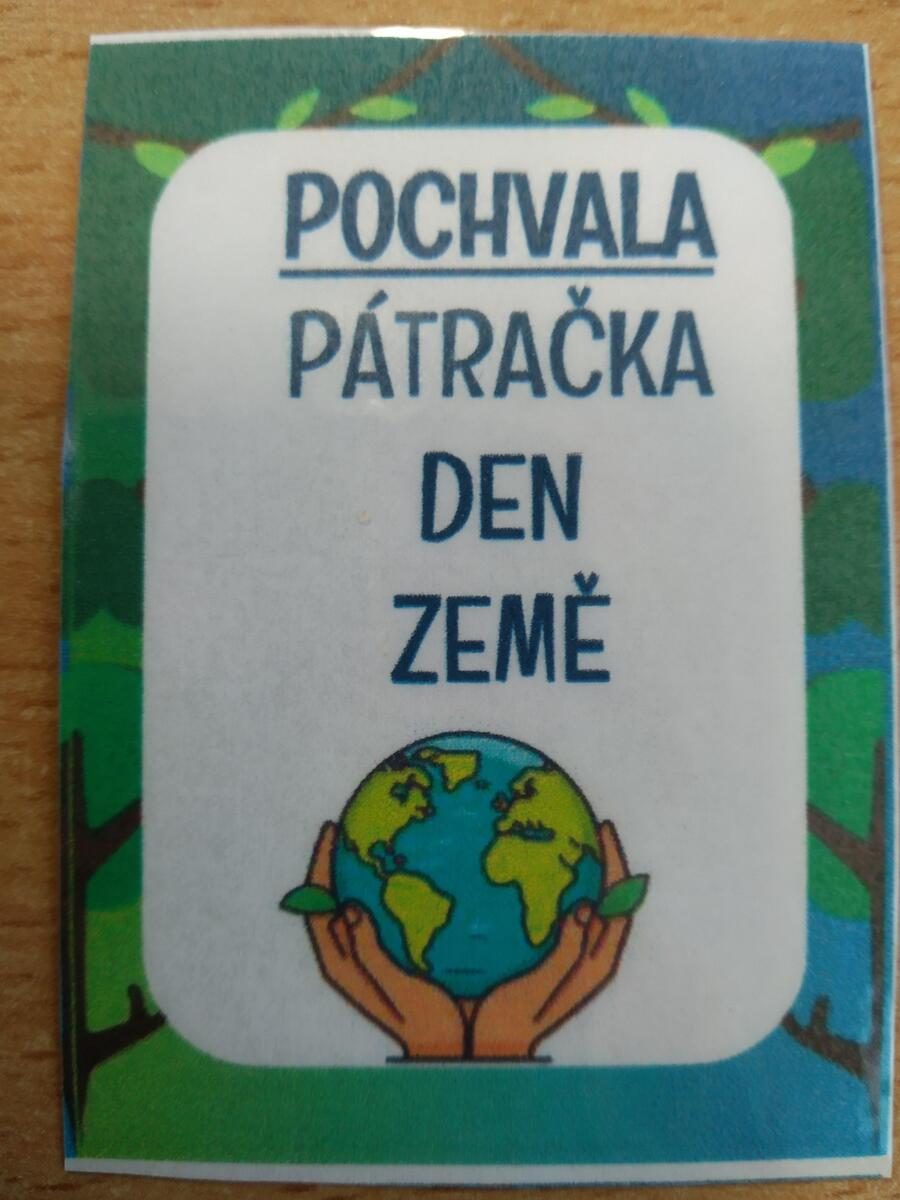 POCHVALA
PÁTRAČKA
DEN
ZEMĚ